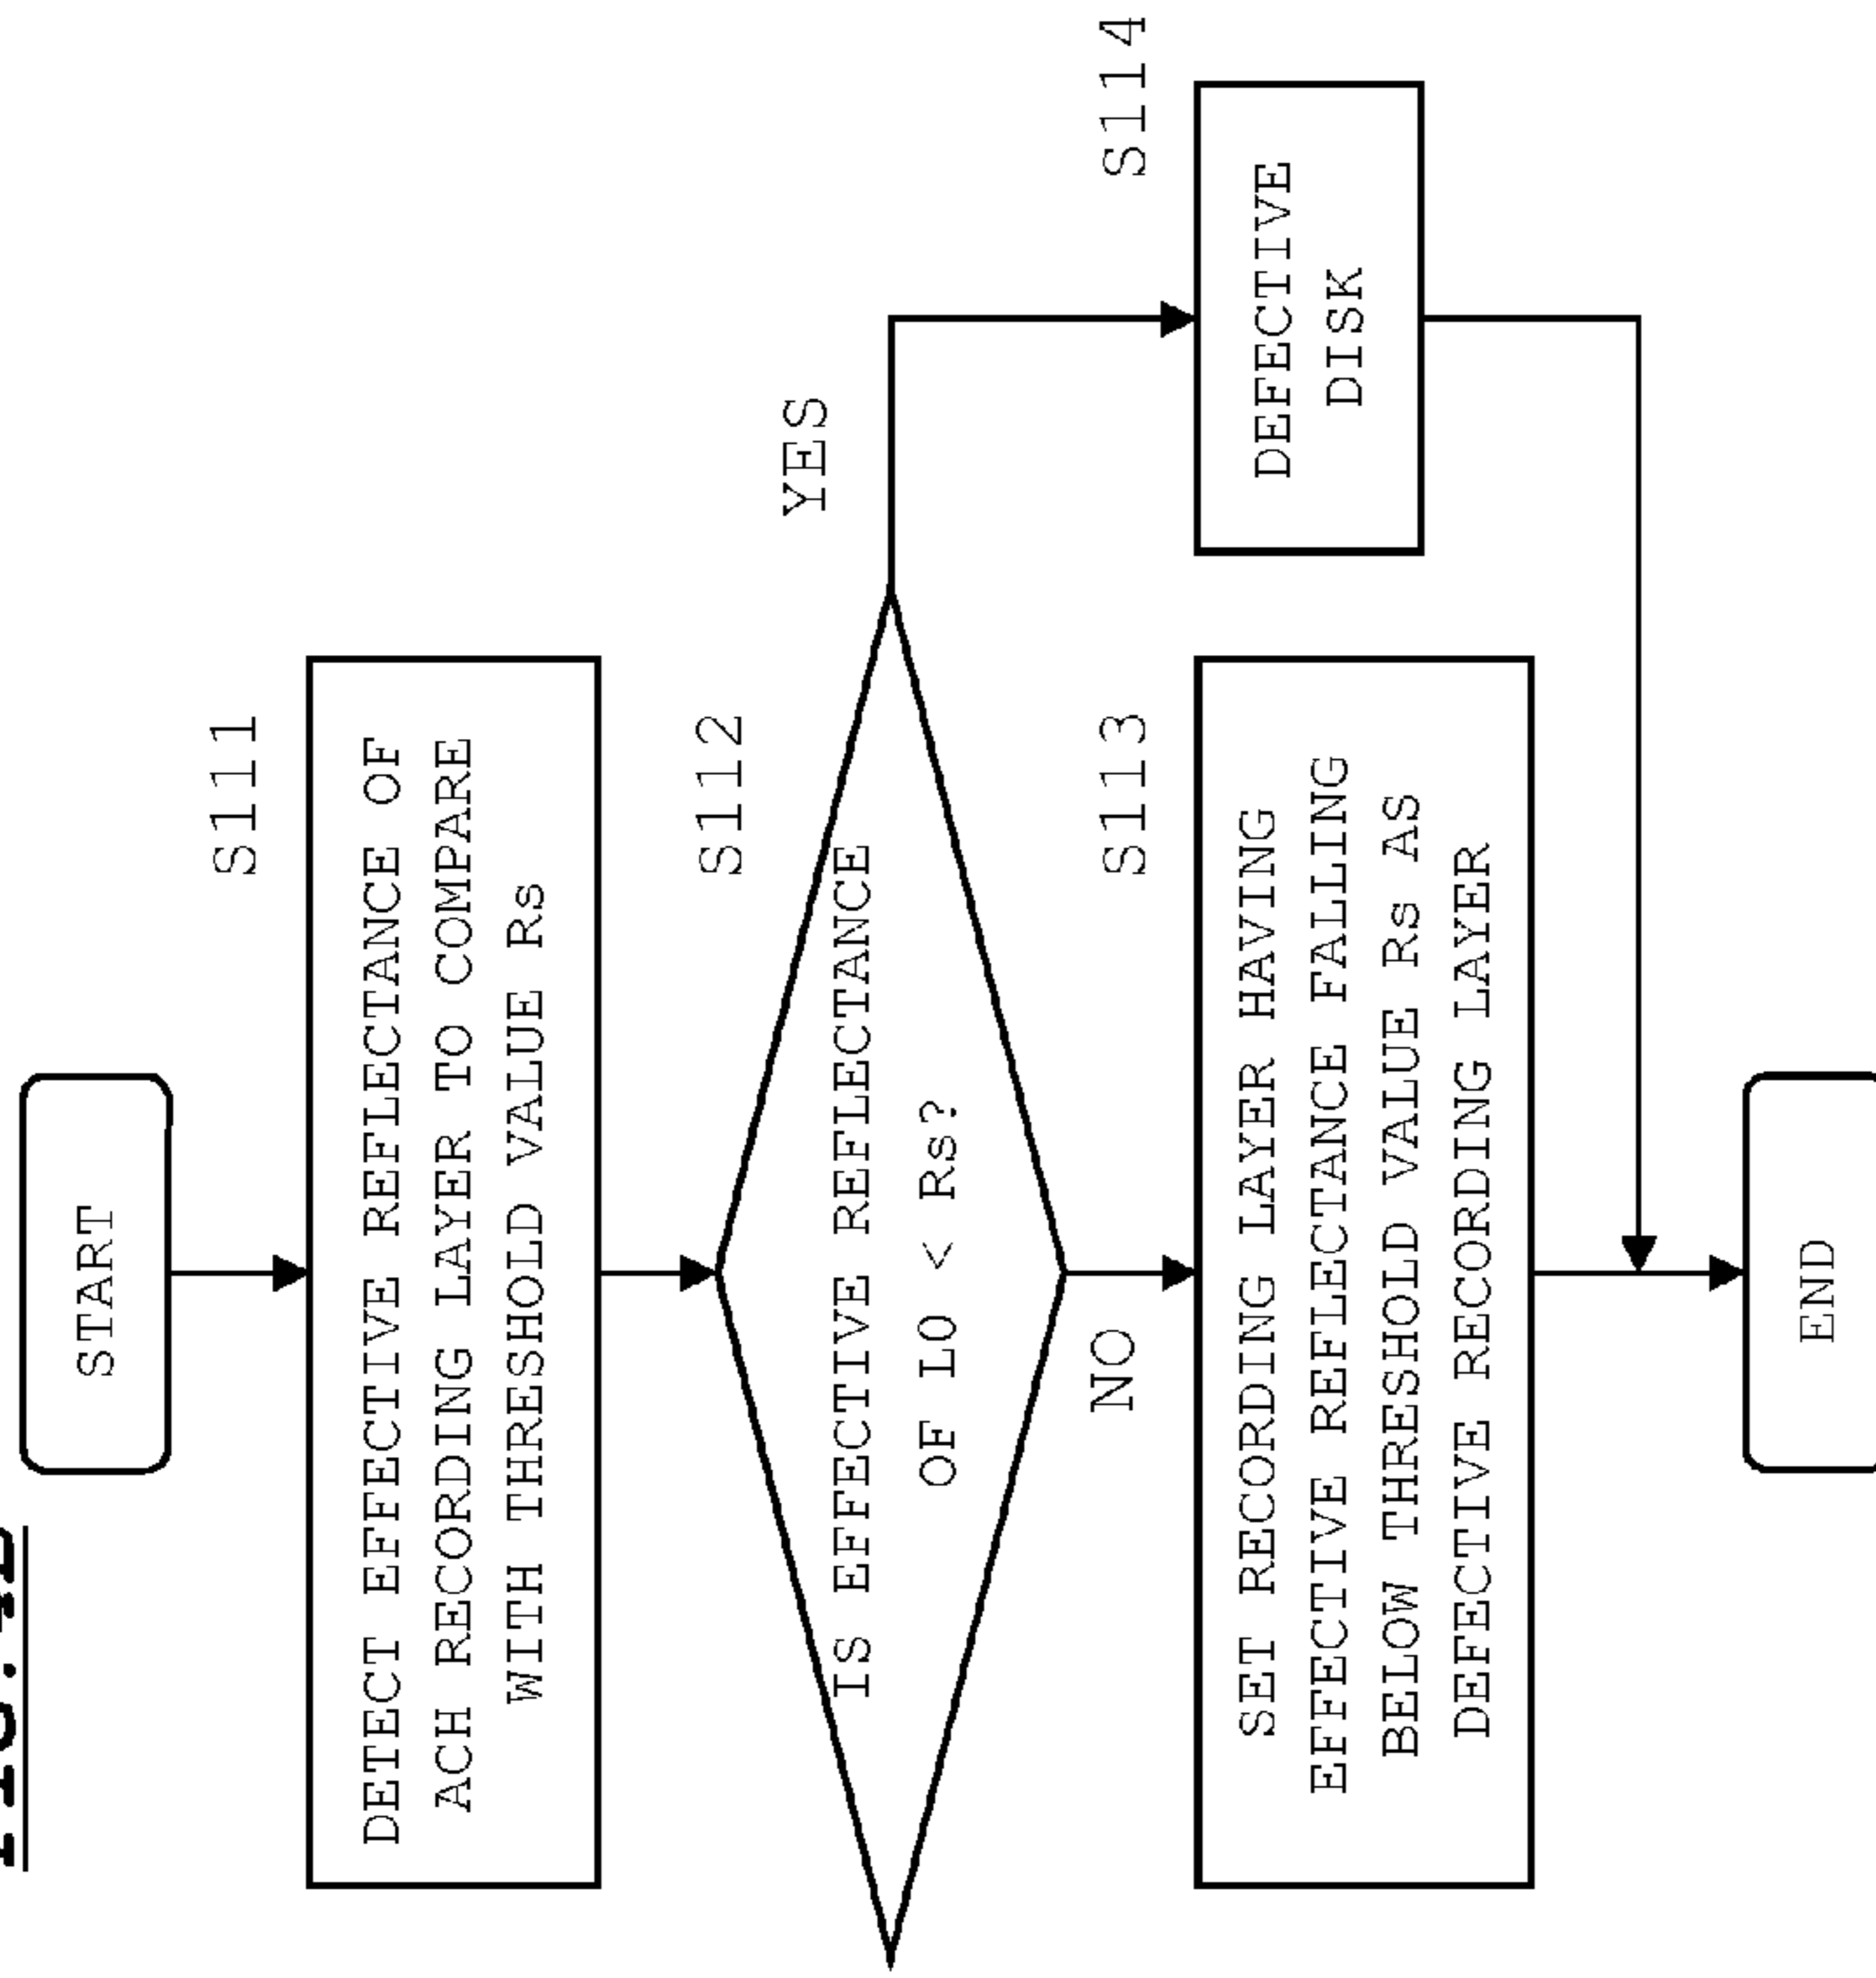 START
S111
DETECT EFFECTIVE REFLECTANCE OF
ACH RECORDING LAYER TO COMPARE
WITH THRESHOLD VALUE Rs
S112
IS EFFECTIVE REFLECTANCE
OF L0 < Rs?
YES
NO
S113
SET RECORDING LAYER HAVING
EFFECTIVE REFLECTANCE FALLING
BELOW THRESHOLD VALUE Rs AS
DEFECTIVE RECORDING LAYER
S114
DEFECTIVE
DISK
END